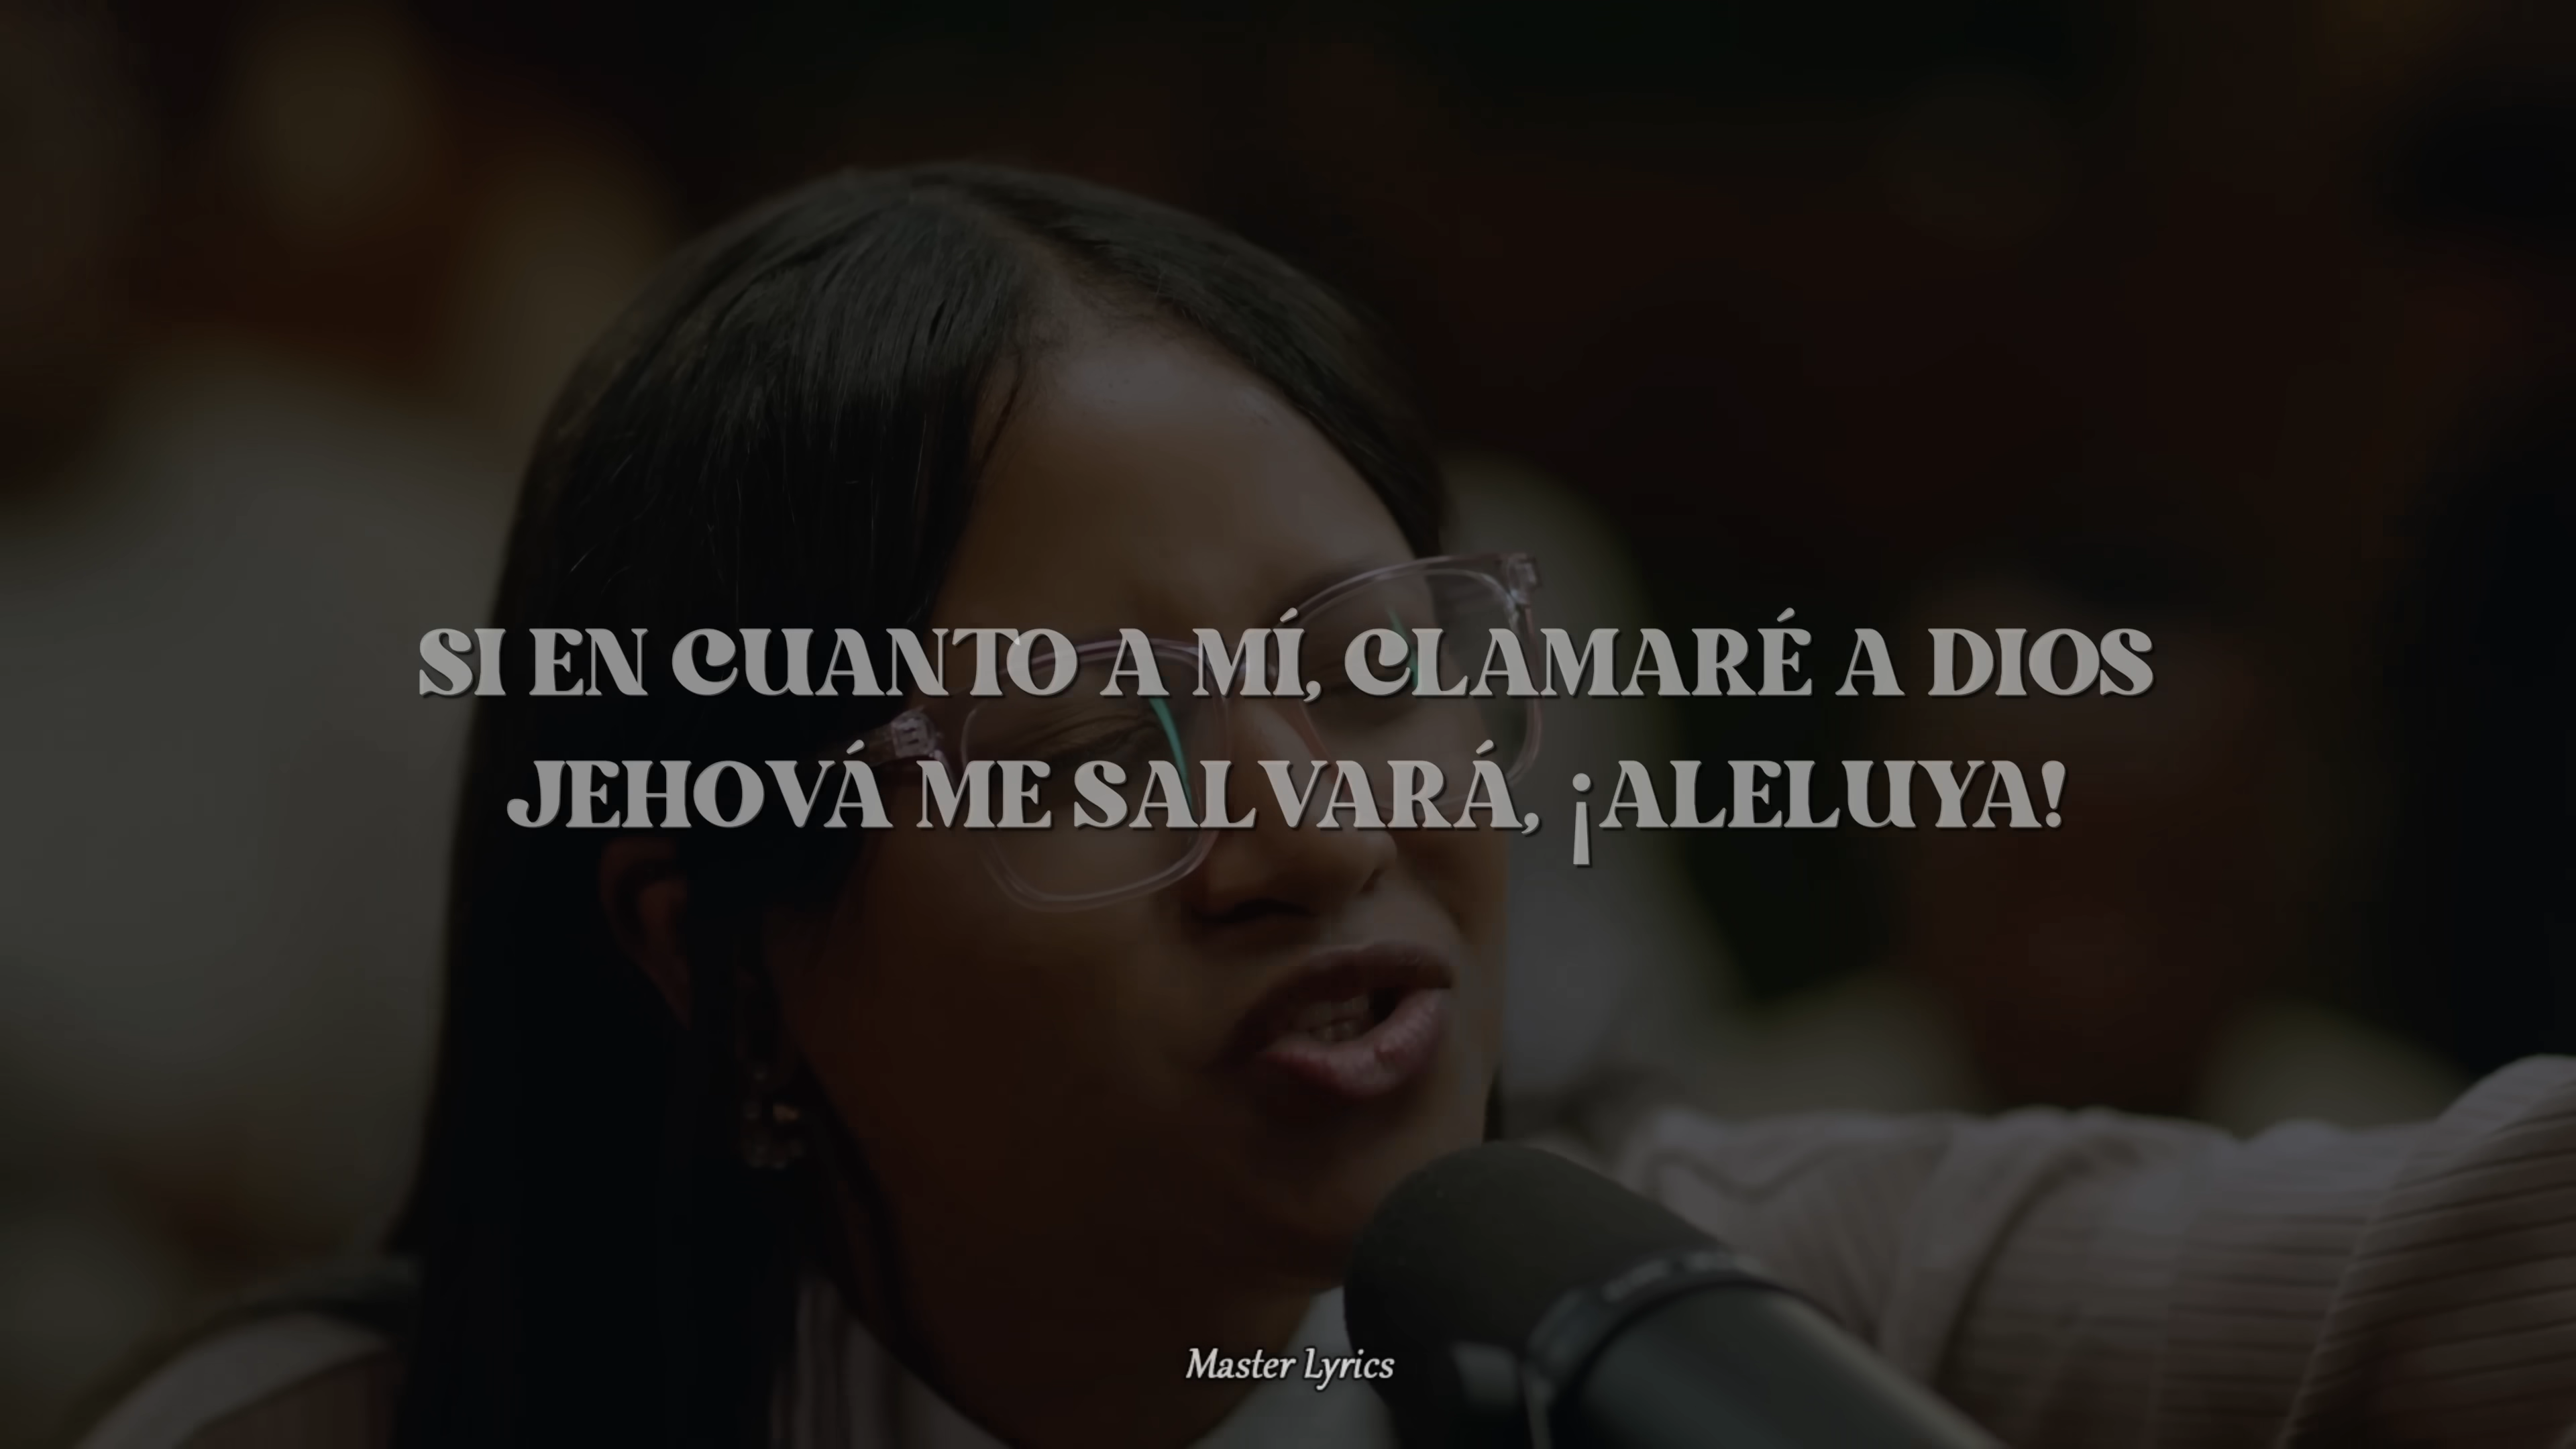 SI EN CUANTO A MÍ, CLAMARÉ A DIOS
JEHOVÁ ME SALVARÁ, ¡ALELUYA!
Master Lyrics